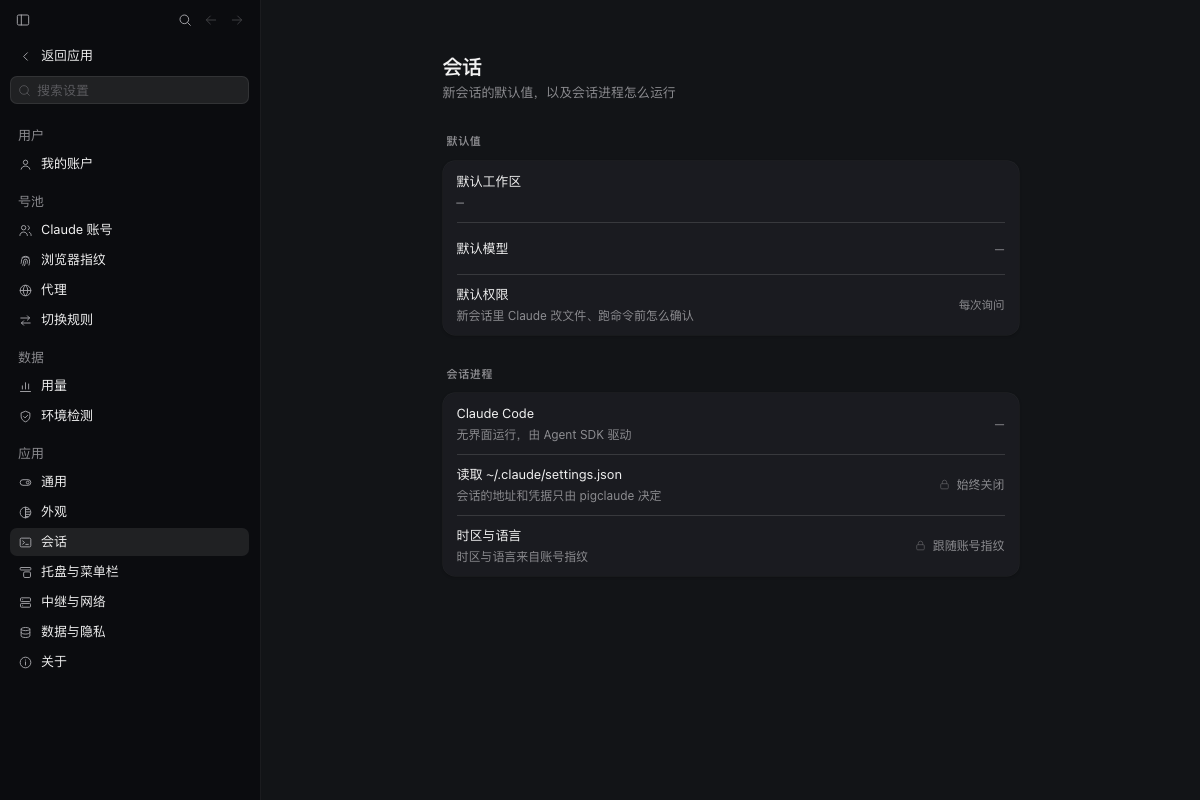 返回应用
搜索设置
用户
我的账户
号池
Claude 账号
浏览器指纹
代理
切换规则
数据
用量
环境检测
应用
通用
外观
会话
托盘与菜单栏
中继与网络
数据与隐私
关于
会话
新会话的默认值，以及会话进程怎么运行
默认值
默认工作区
—
默认模型
—
默认权限
新会话里 Claude 改文件、跑命令前怎么确认
每次询问
会话进程
Claude Code
无界面运行，由 Agent SDK 驱动
—
读取 ~/.claude/settings.json
会话的地址和凭据只由 pigclaude 决定
始终关闭
时区与语言
时区与语言来自账号指纹
跟随账号指纹